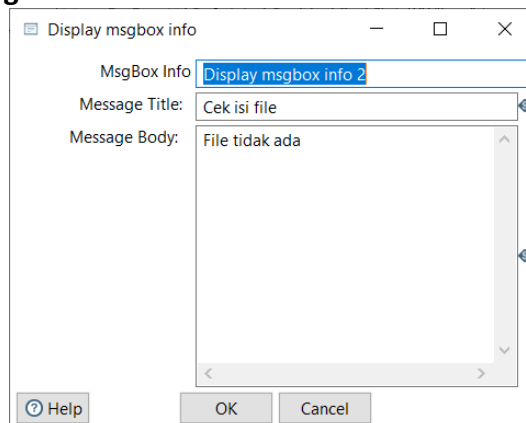 Display msgbox info
MsgBox Info Display msgbox info 2
Message Title: Cek isi file
Message Body: File tidak ada
Help OK Cancel